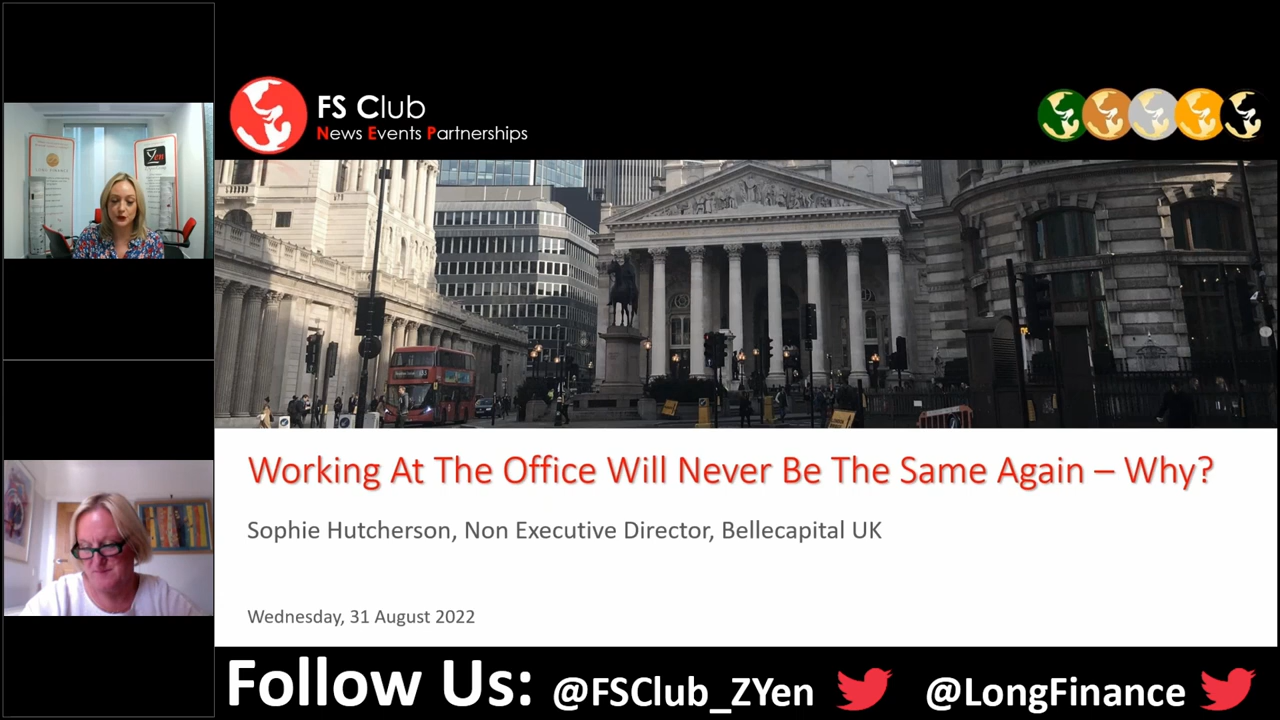 FS Club
News Events Partnerships
Working At The Office Will Never Be The Same Again – Why?
Sophie Hutcherson, Non Executive Director, Bellecapital UK
Wednesday, 31 August 2022
Follow Us: @FSClub_ZYen @LongFinance